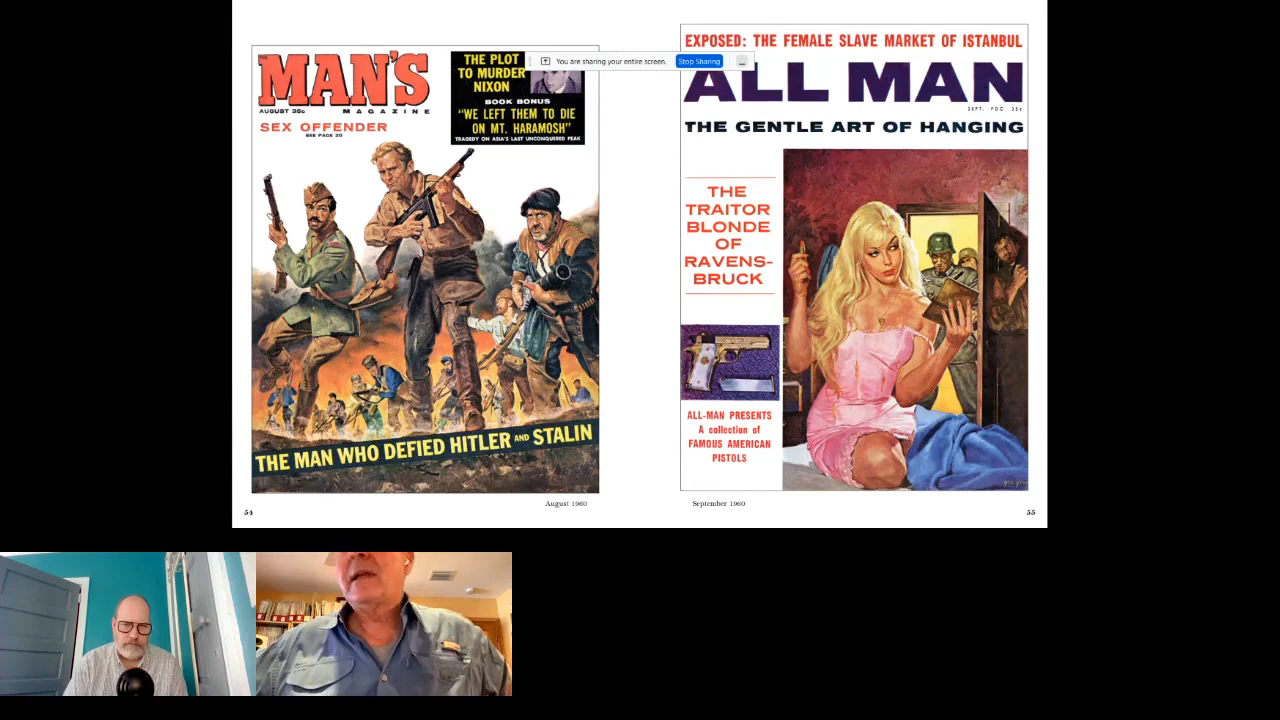 MAN'S
MAGAZINE
AUGUST 35c
SEX OFFENDER
SEE PAGE 20
THE PLOT
TO MURDER
NIXON
BOOK BONUS
"WE LEFT THEM TO DIE
ON MT. HARAMOSH"
TRAGEDY ON ASIA'S LAST UNCONQUERED PEAK
THE MAN WHO DEFIED HITLER AND STALIN
August 1960
54
You are sharing your entire screen.
Stop Sharing
EXPOSED: THE FEMALE SLAVE MARKET OF ISTANBUL
ALL MAN
SEPT.
35c
THE GENTLE ART OF HANGING
THE
TRAITOR
BLONDE
OF
RAVENS-
BRUCK
ALL-MAN PRESENTS
A collection of
FAMOUS AMERICAN
PISTOLS
September 1960
55